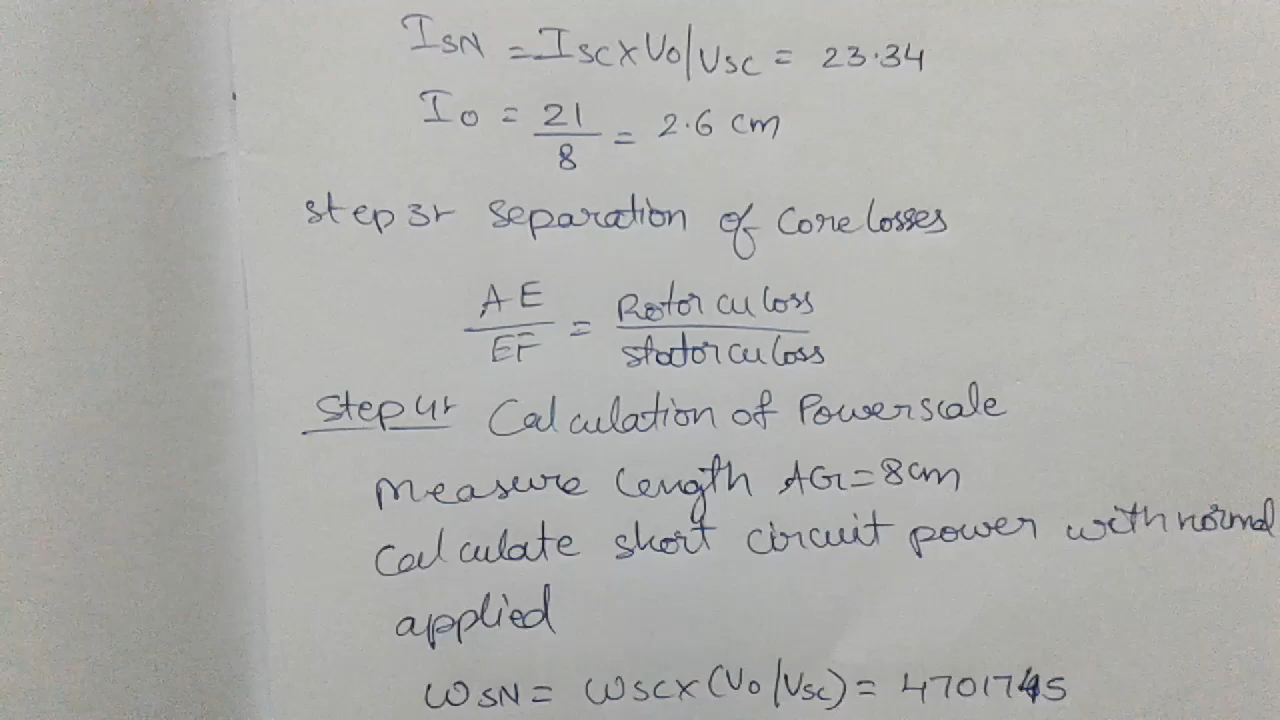 ISN = ISC X VO/VSC = 23.34
IO = 21/8 = 2.6 cm
step 3:- separation of Core losses
AE/EF = Rotor cu loss/stator cu loss
Step 4:- Calculation of Power scale
Measure length AG = 8cm
Calculate short circuit power with normal
applied
WSN = WSC X (VO/VSC) =